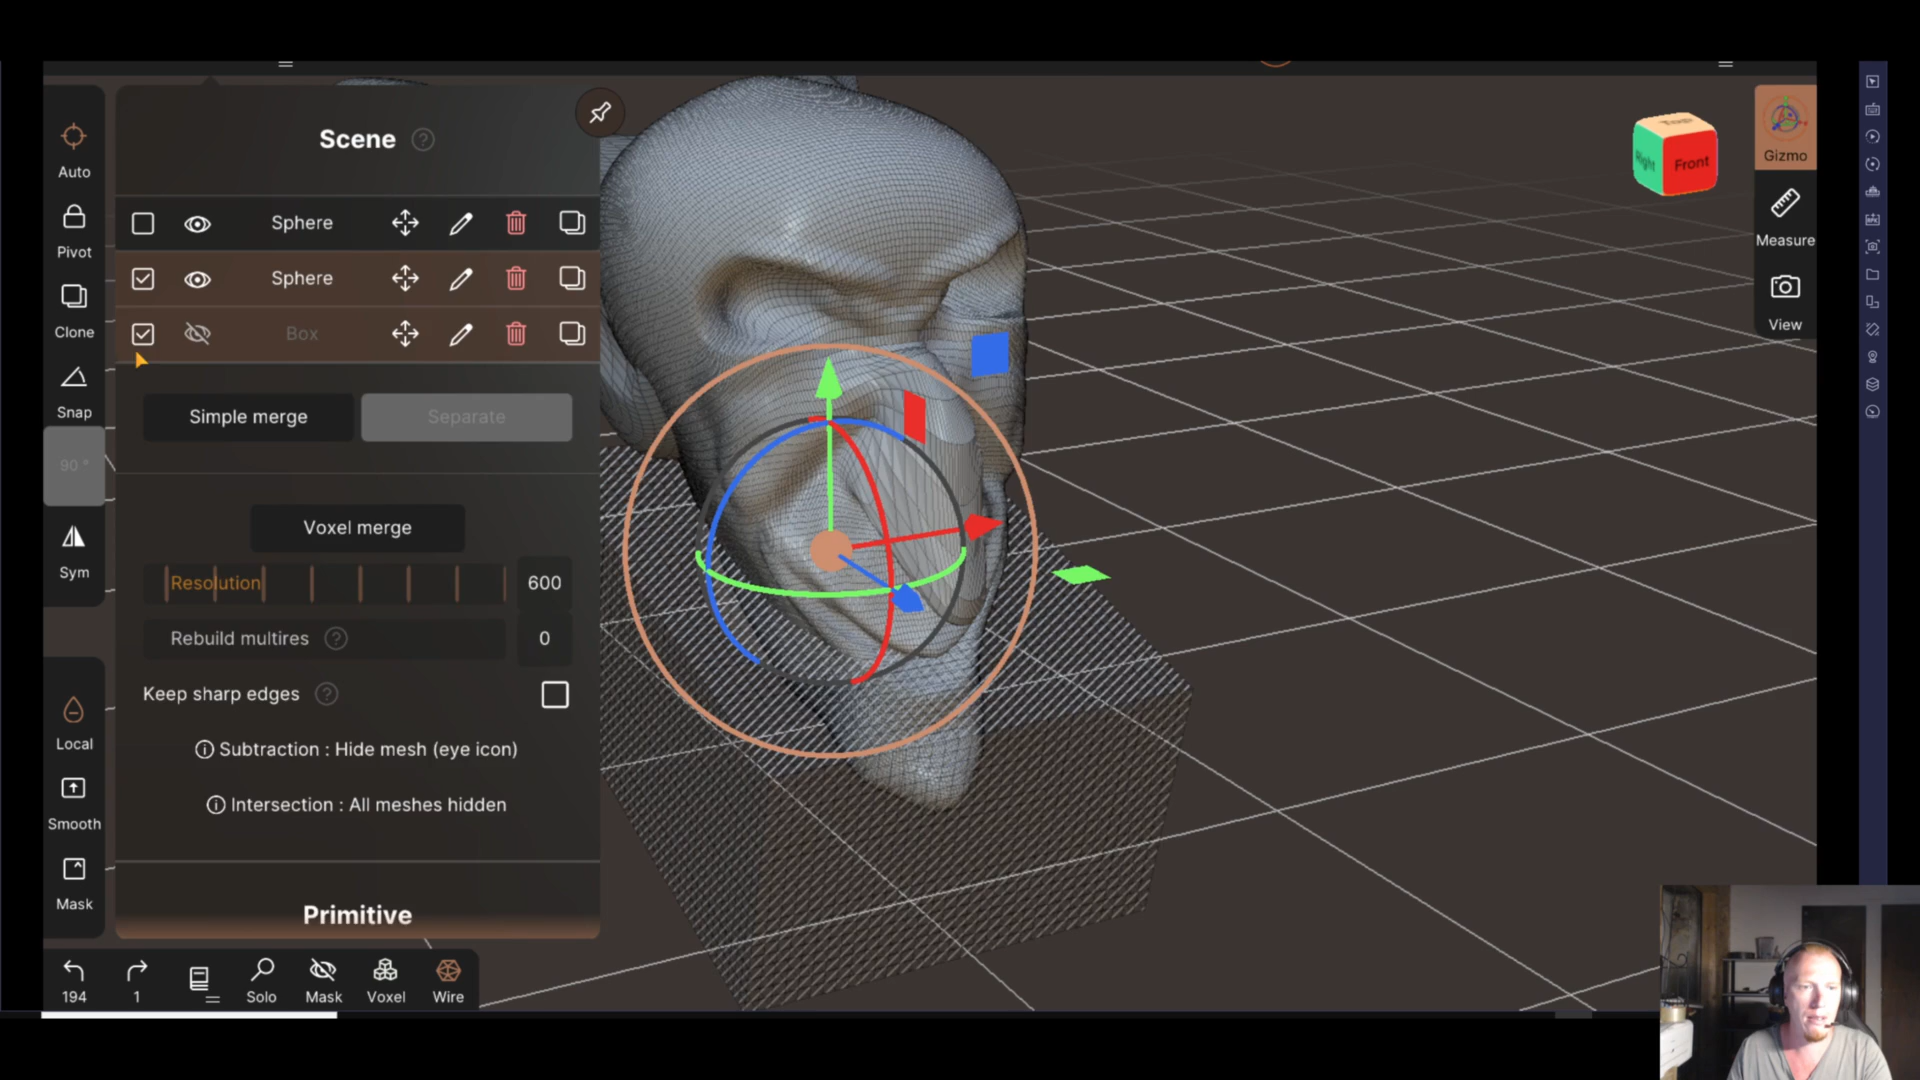 Scene
Auto
Pivot
Clone
Snap
90 °
Sym
Local
Smooth
Mask
Sphere
Sphere
Box
Simple merge
Separate
Voxel merge
Resolution
600
Rebuild multires
0
Keep sharp edges
Subtraction : Hide mesh (eye icon)
Intersection : All meshes hidden
Primitive
194
1
Solo
Mask
Voxel
Wire
Right
Front
Gizmo
Measure
View